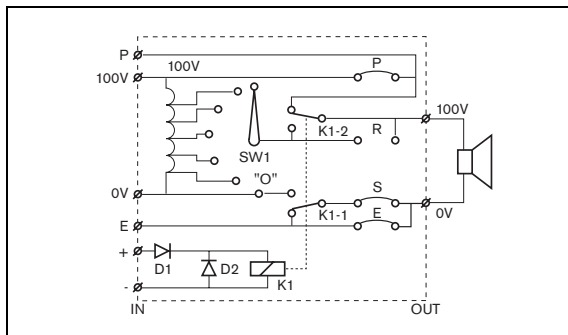 P
P
100V
100V
100V
R
K1-2
SW1
"O"
0V
S
K1-1
0V
E
E
+
D1
D2
K1
-
IN
OUT